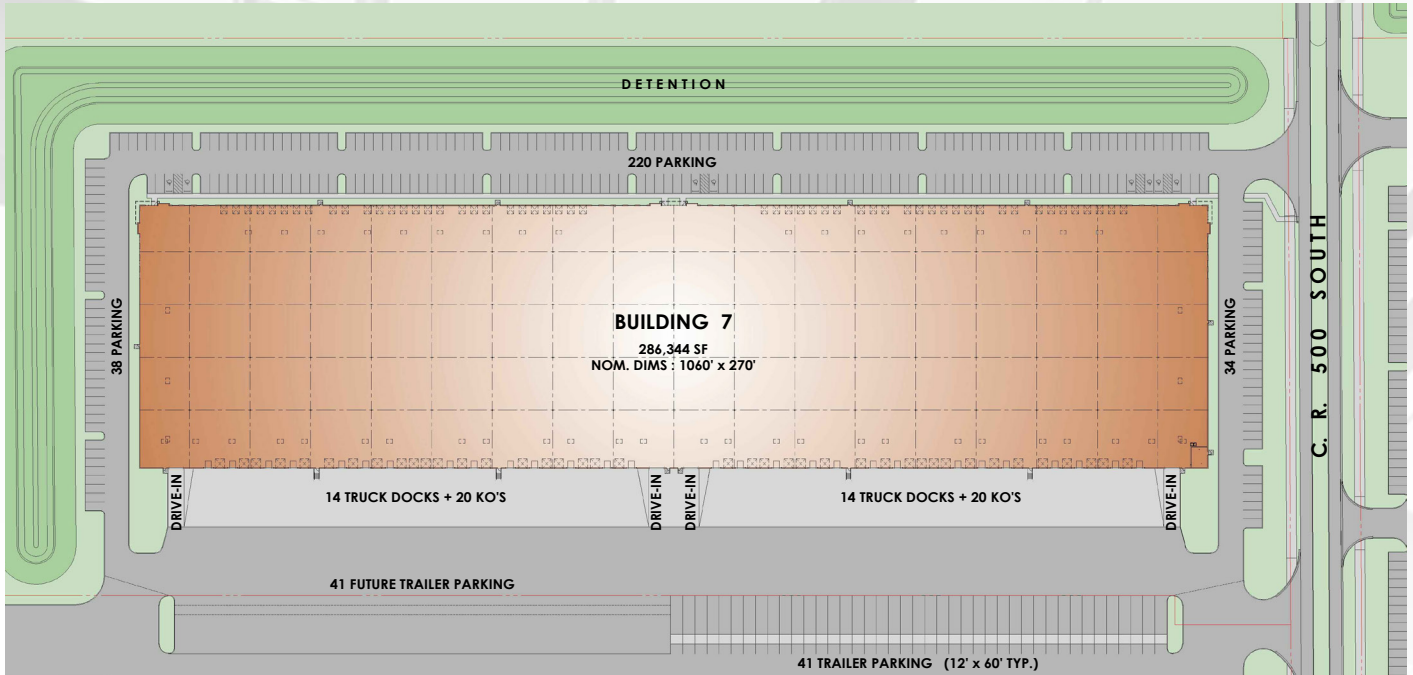 DETENTION
220 PARKING
38 PARKING
BUILDING 7
286,344 SF
NOM. DIMS : 1060' x 270'
34 PARKING
C. R. 500 SOUTH
DRIVE-IN
14 TRUCK DOCKS + 20 KO'S
DRIVE-IN
DRIVE-IN
14 TRUCK DOCKS + 20 KO'S
DRIVE-IN
41 FUTURE TRAILER PARKING
41 TRAILER PARKING (12' x 60' TYP.)